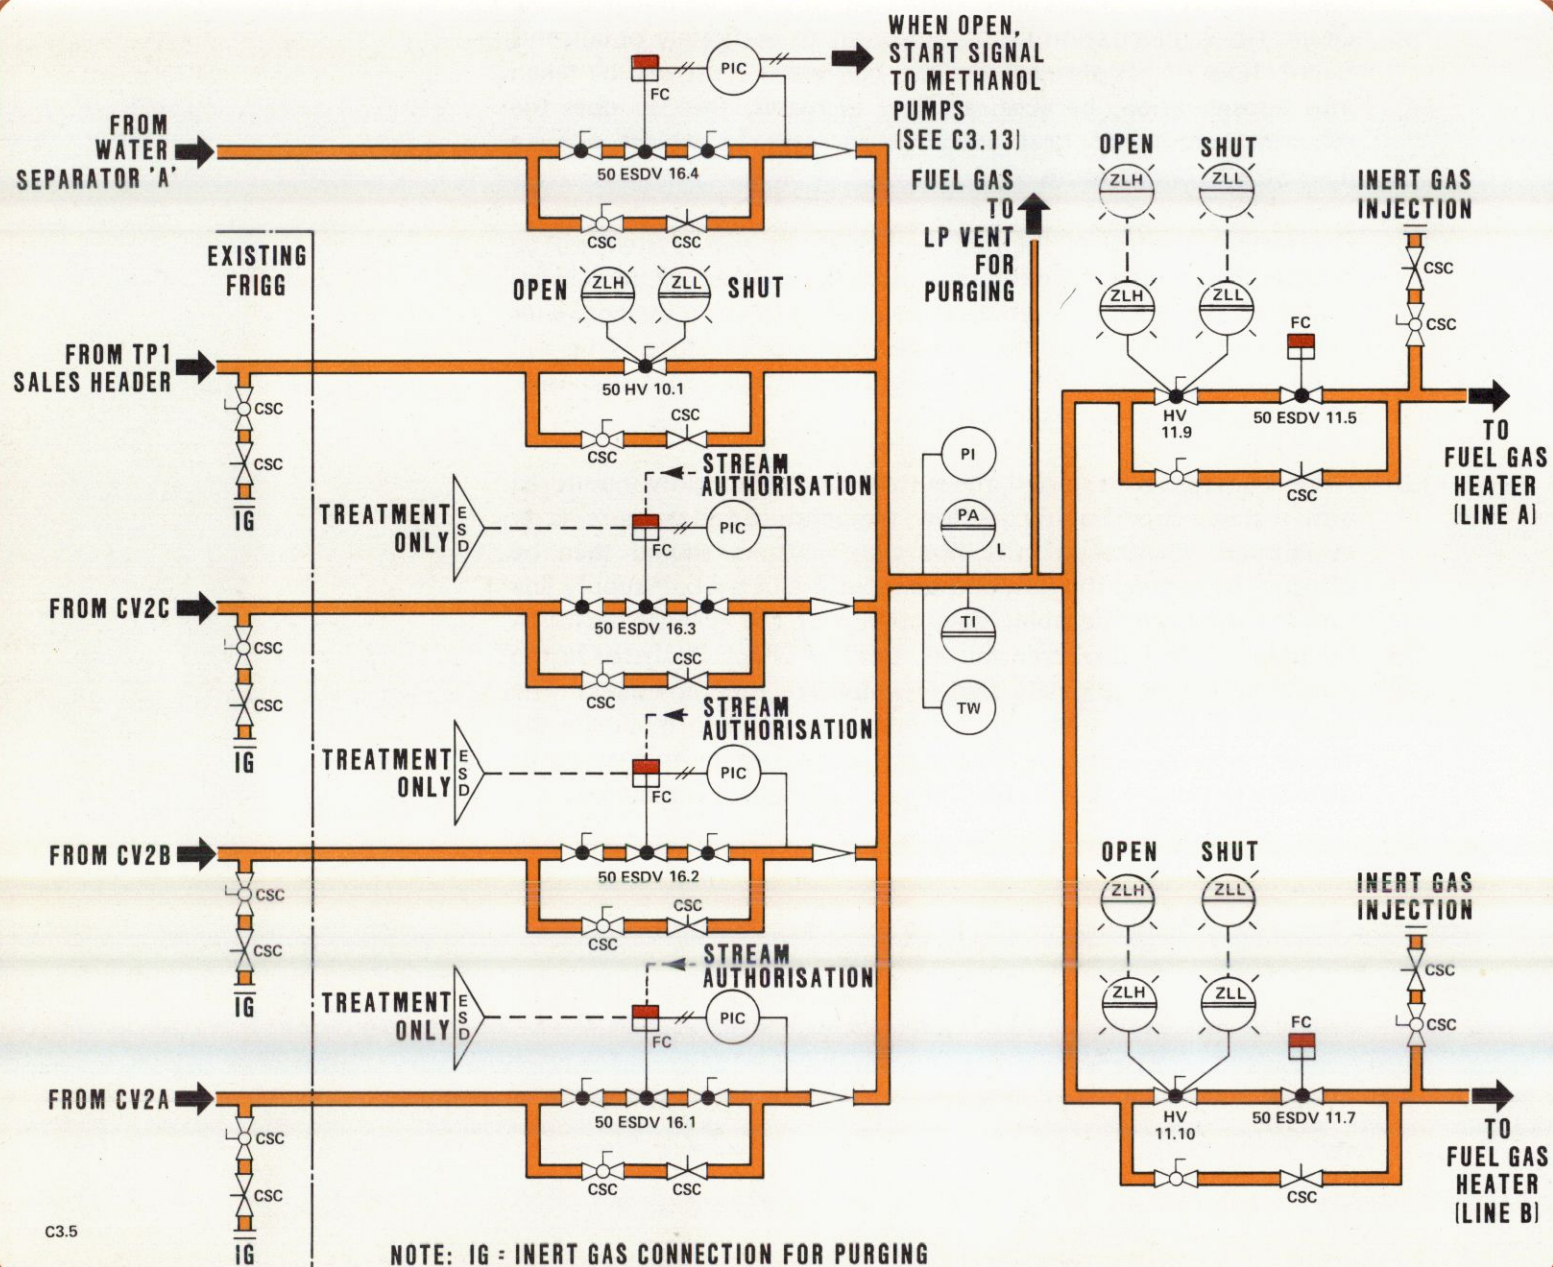 WHEN OPEN,
START SIGNAL
TO METHANOL
PUMPS
(SEE C3.13)
PIC
FC
FROM
WATER
SEPARATOR 'A'
50 ESDV 16.4
CSC
CSC
FUEL GAS
TO
LP VENT
FOR
PURGING
OPEN
SHUT
ZLH
ZLL
ZLH
ZLL
INERT GAS
INJECTION
CSC
CSC
FC
HV
11.9
50 ESDV 11.5
CSC
TO
FUEL GAS
HEATER
(LINE A)
EXISTING
FRIGG
OPEN
ZLH
ZLL
SHUT
FROM TP1
SALES HEADER
50 HV 10.1
CSC
CSC
CSC
CSC
IG
STREAM
AUTHORISATION
TREATMENT
ONLY
ESD
PIC
FC
FROM CV2C
50 ESDV 16.3
CSC
CSC
CSC
CSC
IG
PI
PA
L
TI
TW
STREAM
AUTHORISATION
TREATMENT
ONLY
ESD
PIC
FC
FROM CV2B
50 ESDV 16.2
CSC
CSC
CSC
CSC
IG
STREAM
AUTHORISATION
TREATMENT
ONLY
ESD
PIC
FC
FROM CV2A
50 ESDV 16.1
CSC
CSC
CSC
CSC
IG
OPEN
SHUT
ZLH
ZLL
ZLH
ZLL
INERT GAS
INJECTION
CSC
CSC
FC
HV
11.10
50 ESDV 11.7
CSC
TO
FUEL GAS
HEATER
(LINE B)
C3.5
NOTE: IG = INERT GAS CONNECTION FOR PURGING